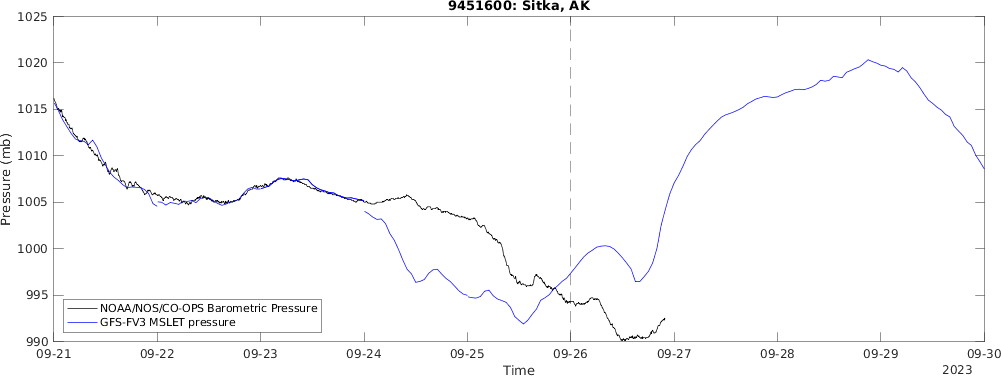 9451600: Sitka, AK
1025
1020
1015
1010
1005
1000
995
990
Pressure (mb)
NOAA/NOS/CO-OPS Barometric Pressure
GFS-FV3 MSLET pressure
09-21 09-22 09-23 09-24 09-25 09-26 09-27 09-28 09-29 09-30
Time
2023